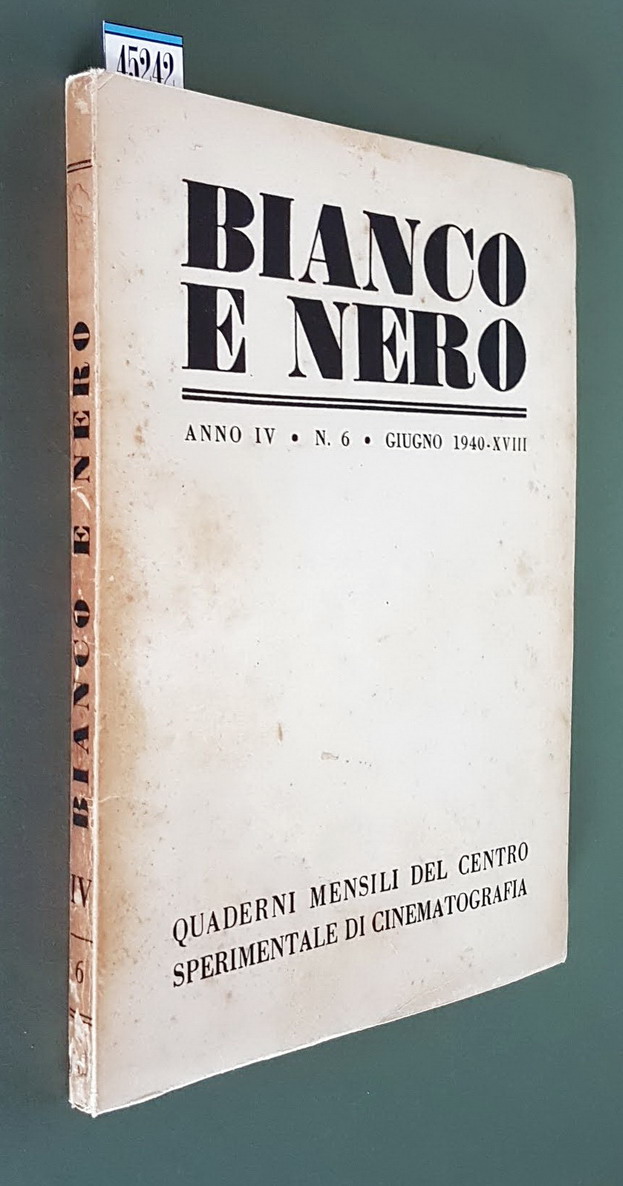 45242
BIANCO
E NERO
ANNO IV • N. 6 • GIUGNO 1940-XVIII
QUADERNI MENSILI DEL CENTRO
SPERIMENTALE DI CINEMATOGRAFIA
BIANCO E NERO
IV
6